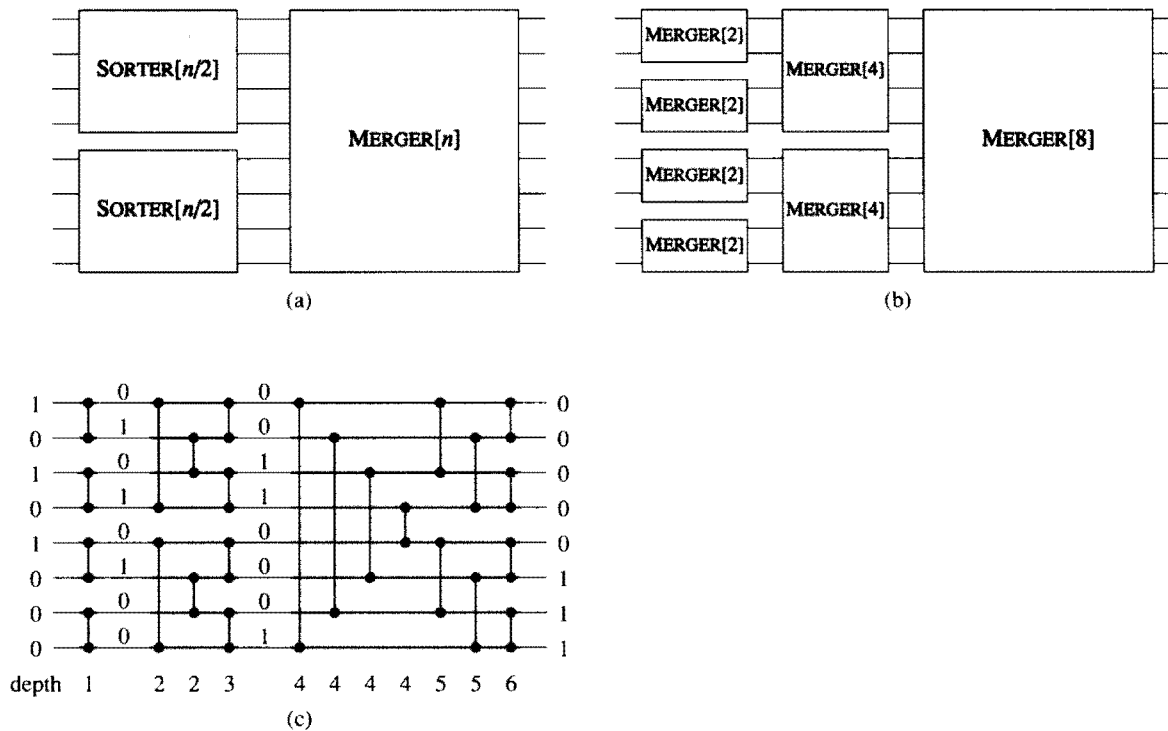 SORTER[n/2]
SORTER[n/2]
MERGER[n]
(a)
MERGER[2]
MERGER[2]
MERGER[2]
MERGER[2]
MERGER[4]
MERGER[4]
MERGER[8]
(b)
1 0 0 0
0 1 0 0
1 0 1 0
0 1 1 0
1 0 0 0
0 1 0 1
0 0 0 1
0 0 1 1
depth 1 2 2 3 4 4 4 4 5 5 6
(c)